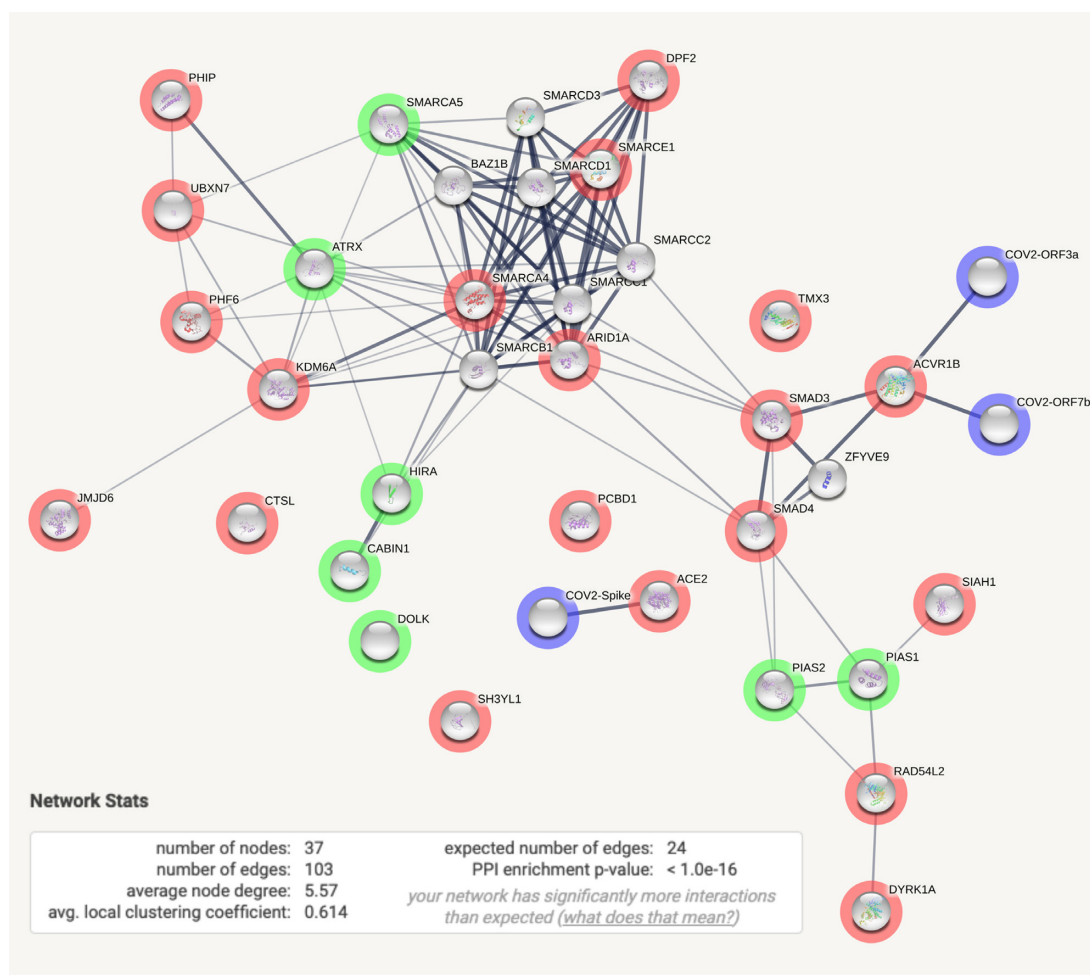 DPF2
PHIP
SMARCA5
SMARCD3
SMARCE1
BAZ1B
SMARCD1
UBXN7
ATRX
SMARCC2
COV2-ORF3a
SMARCA4
SMARCC1
TMX3
PHF6
SMARCB1
ARID1A
KDM6A
ACVR1B
SMAD3
COV2-ORF7b
ZFYVE9
HIRA
JMJD6
CTSL
PCBD1
SMAD4
CABIN1
ACE2
SIAH1
COV2-Spike
DOLK
PIAS2
PIAS1
SH3YL1
RAD54L2
DYRK1A
Network Stats
number of nodes: 37
number of edges: 103
average node degree: 5.57
avg. local clustering coefficient: 0.614
expected number of edges: 24
PPI enrichment p-value: < 1.0e-16
your network has significantly more interactions
than expected (what does that mean?)